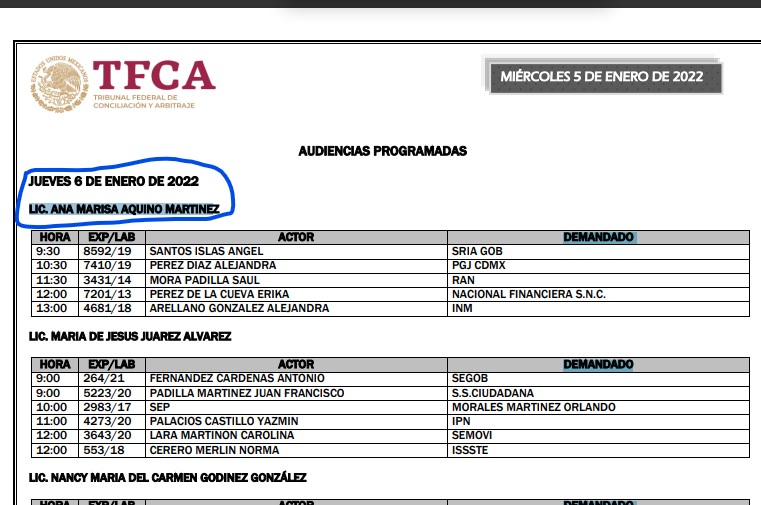 TFCA
TRIBUNAL FEDERAL DE
CONCILIACIÓN Y ARBITRAJE
MIÉRCOLES 5 DE ENERO DE 2022
AUDIENCIAS PROGRAMADAS
JUEVES 6 DE ENERO DE 2022
LIC. ANA MARISA AQUINO MARTINEZ
HORA EXP/LAB ACTOR DEMANDADO
9:30 8592/19 SANTOS ISLAS ANGEL SRIA GOB
10:30 7410/19 PEREZ DIAZ ALEJANDRA PGJ CDMX
11:30 3431/14 MORA PADILLA SAUL RAN
12:00 7201/13 PEREZ DE LA CUEVA ERIKA NACIONAL FINANCIERA S.N.C.
13:00 4681/18 ARELLANO GONZALEZ ALEJANDRA INM
LIC. MARIA DE JESUS JUAREZ ALVAREZ
HORA EXP/LAB ACTOR DEMANDADO
9:00 264/21 FERNANDEZ CARDENAS ANTONIO SEGOB
9:00 5223/20 PADILLA MARTINEZ JUAN FRANCISCO S.S.CIUDADANA
10:00 2983/17 SEP MORALES MARTINEZ ORLANDO
11:00 4273/20 PALACIOS CASTILLO YAZMIN IPN
12:00 3643/20 LARA MARTINON CAROLINA SEMOVI
12:00 553/18 CERERO MERLIN NORMA ISSSTE
LIC. NANCY MARIA DEL CARMEN GODINEZ GONZÁLEZ
HORA EXP/LAB ACTOR DEMANDADO